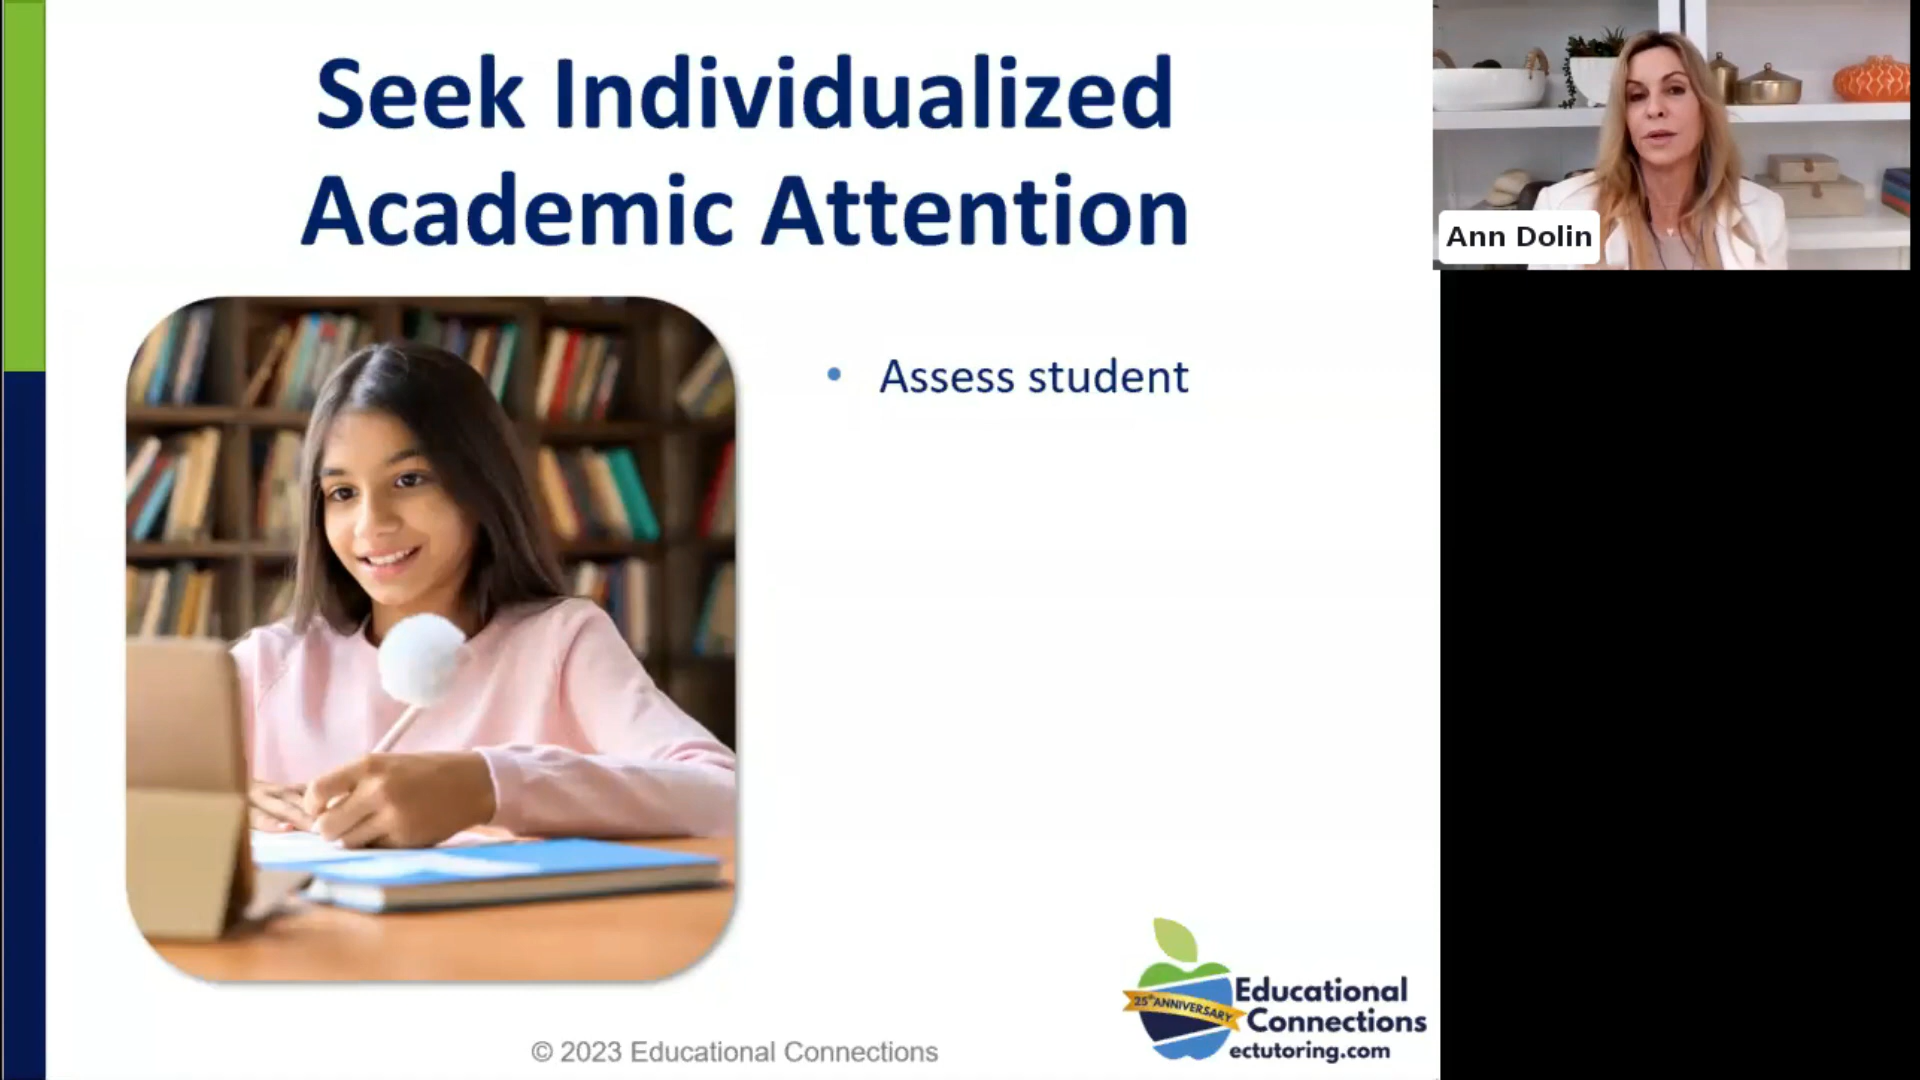 Seek Individualized
Academic Attention
Ann Dolin
• Assess student
25th ANNIVERSARY
Educational
Connections
ectutoring.com
© 2023 Educational Connections